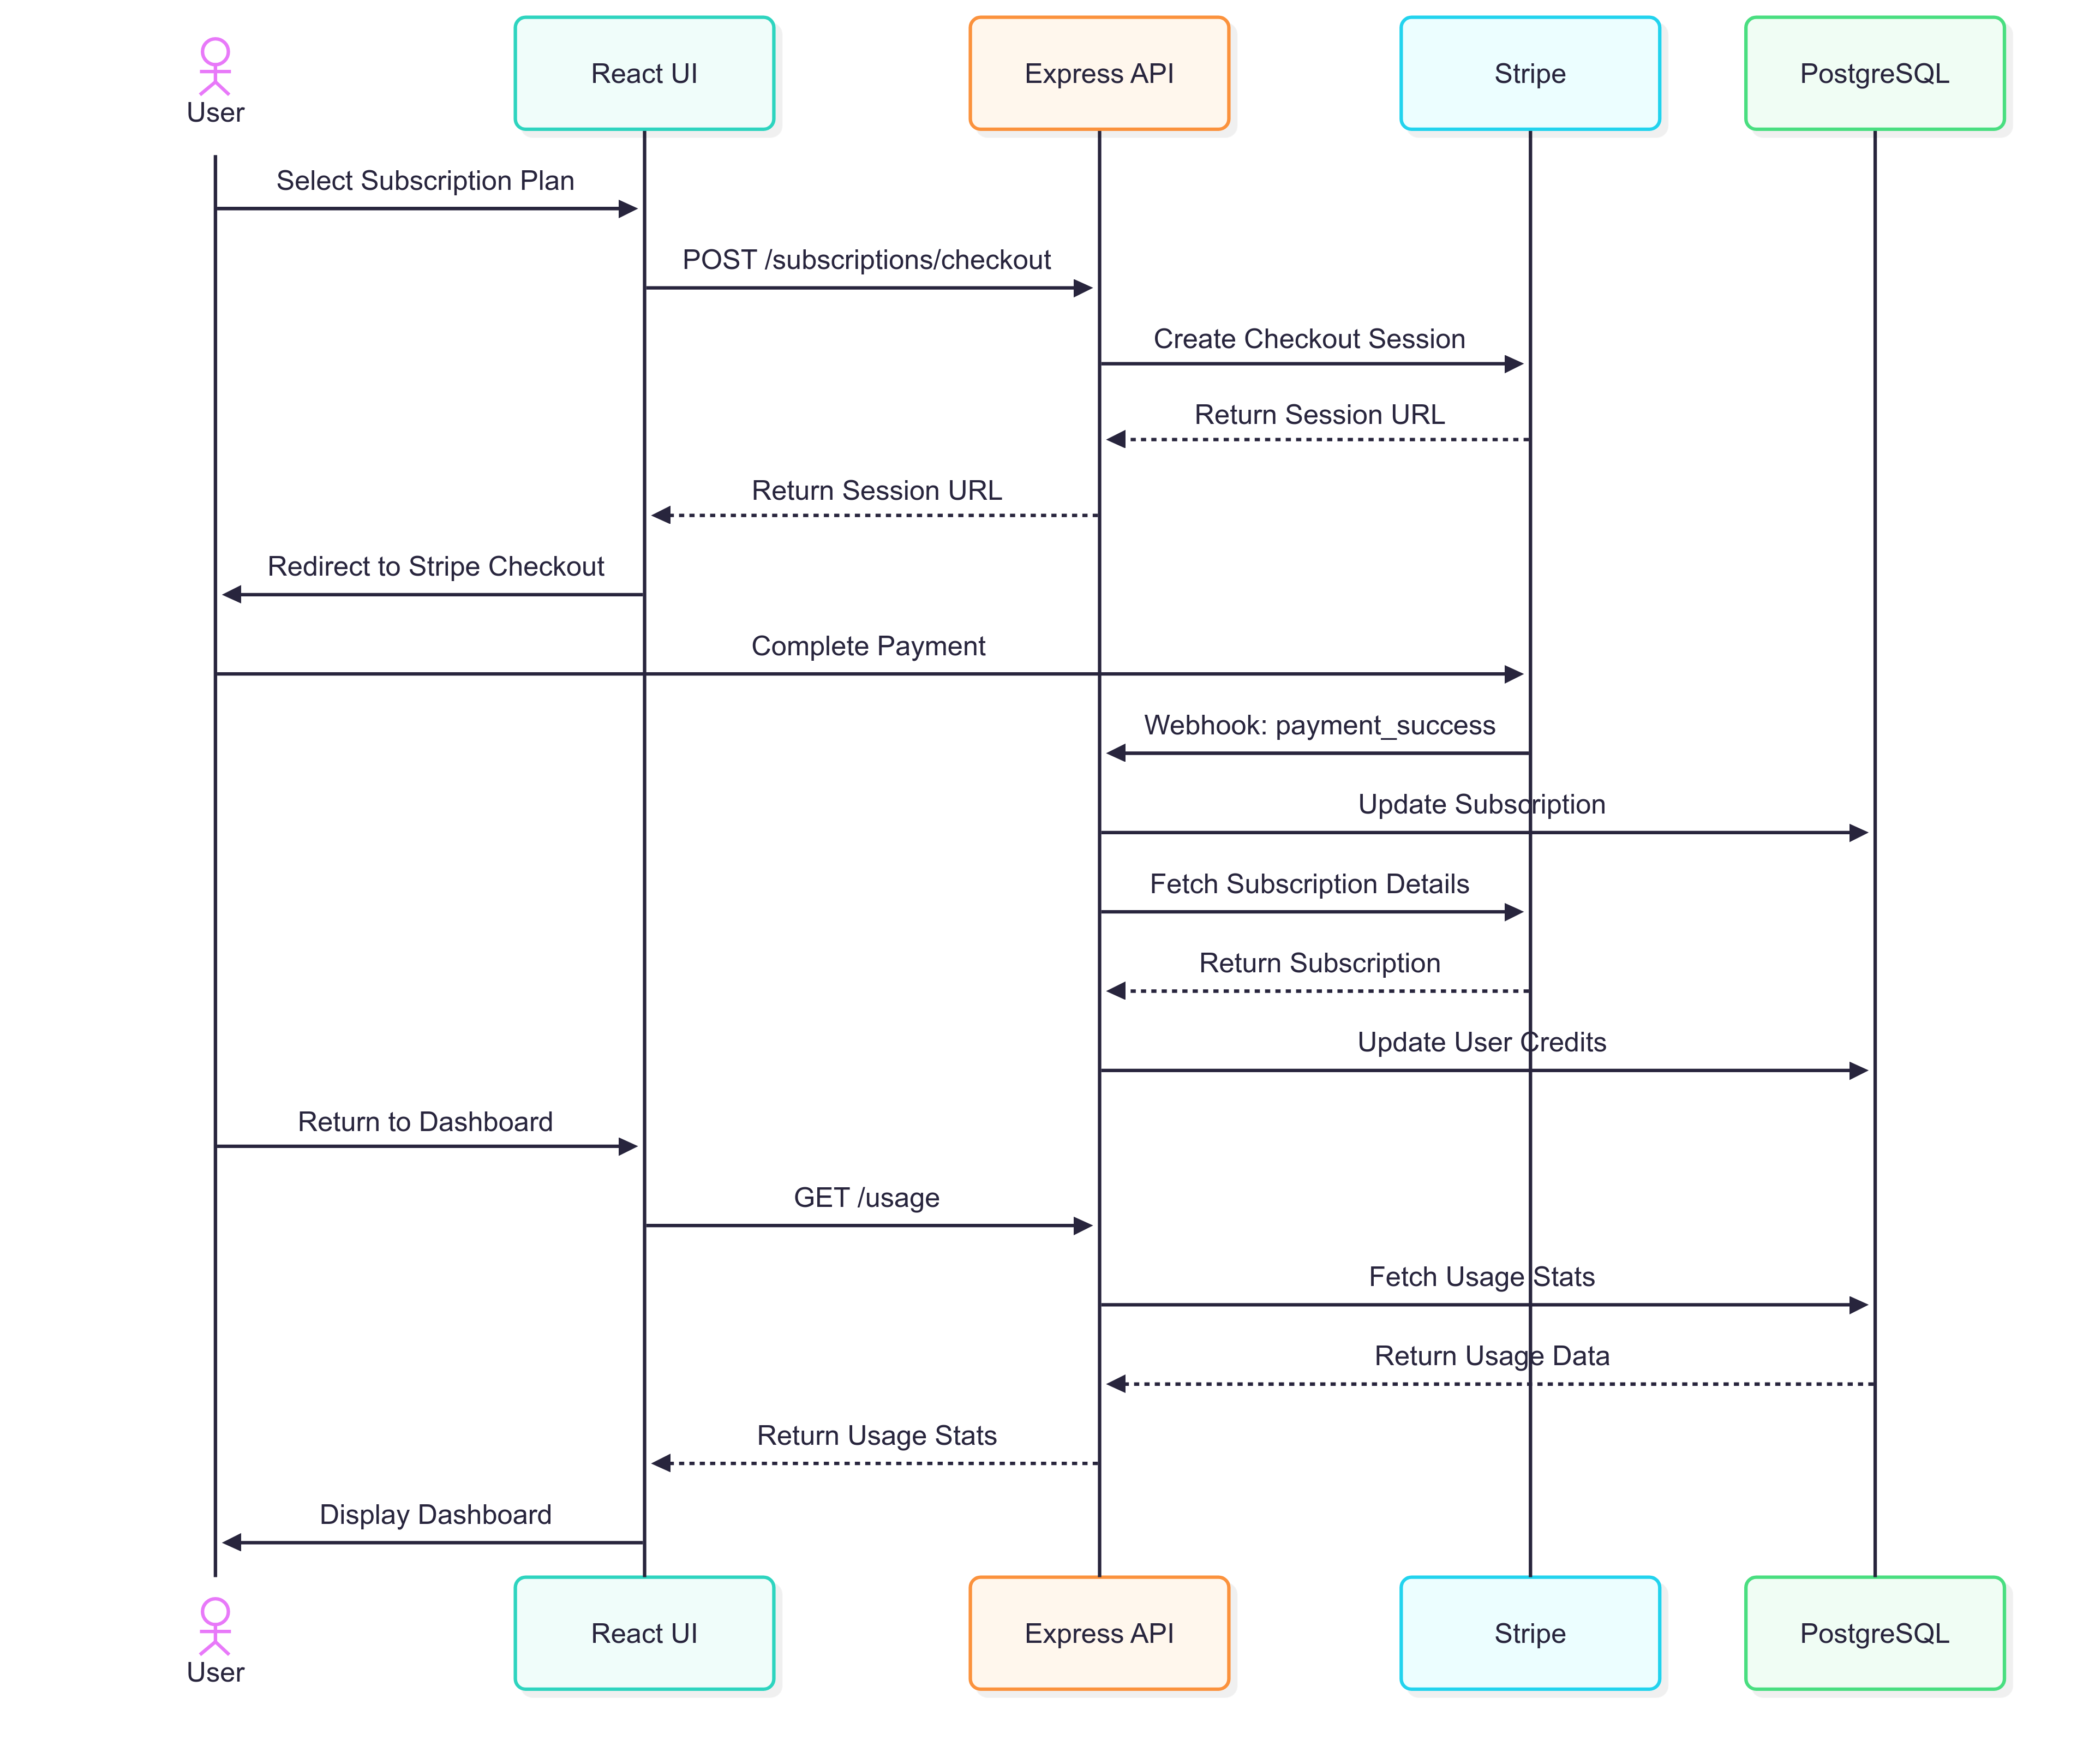 User
React UI
Express API
Stripe
PostgreSQL
Select Subscription Plan
POST /subscriptions/checkout
Create Checkout Session
Return Session URL
Return Session URL
Redirect to Stripe Checkout
Complete Payment
Webhook: payment_success
Update Subscription
Fetch Subscription Details
Return Subscription
Update User Credits
Return to Dashboard
GET /usage
Fetch Usage Stats
Return Usage Data
Return Usage Stats
Display Dashboard
User
React UI
Express API
Stripe
PostgreSQL